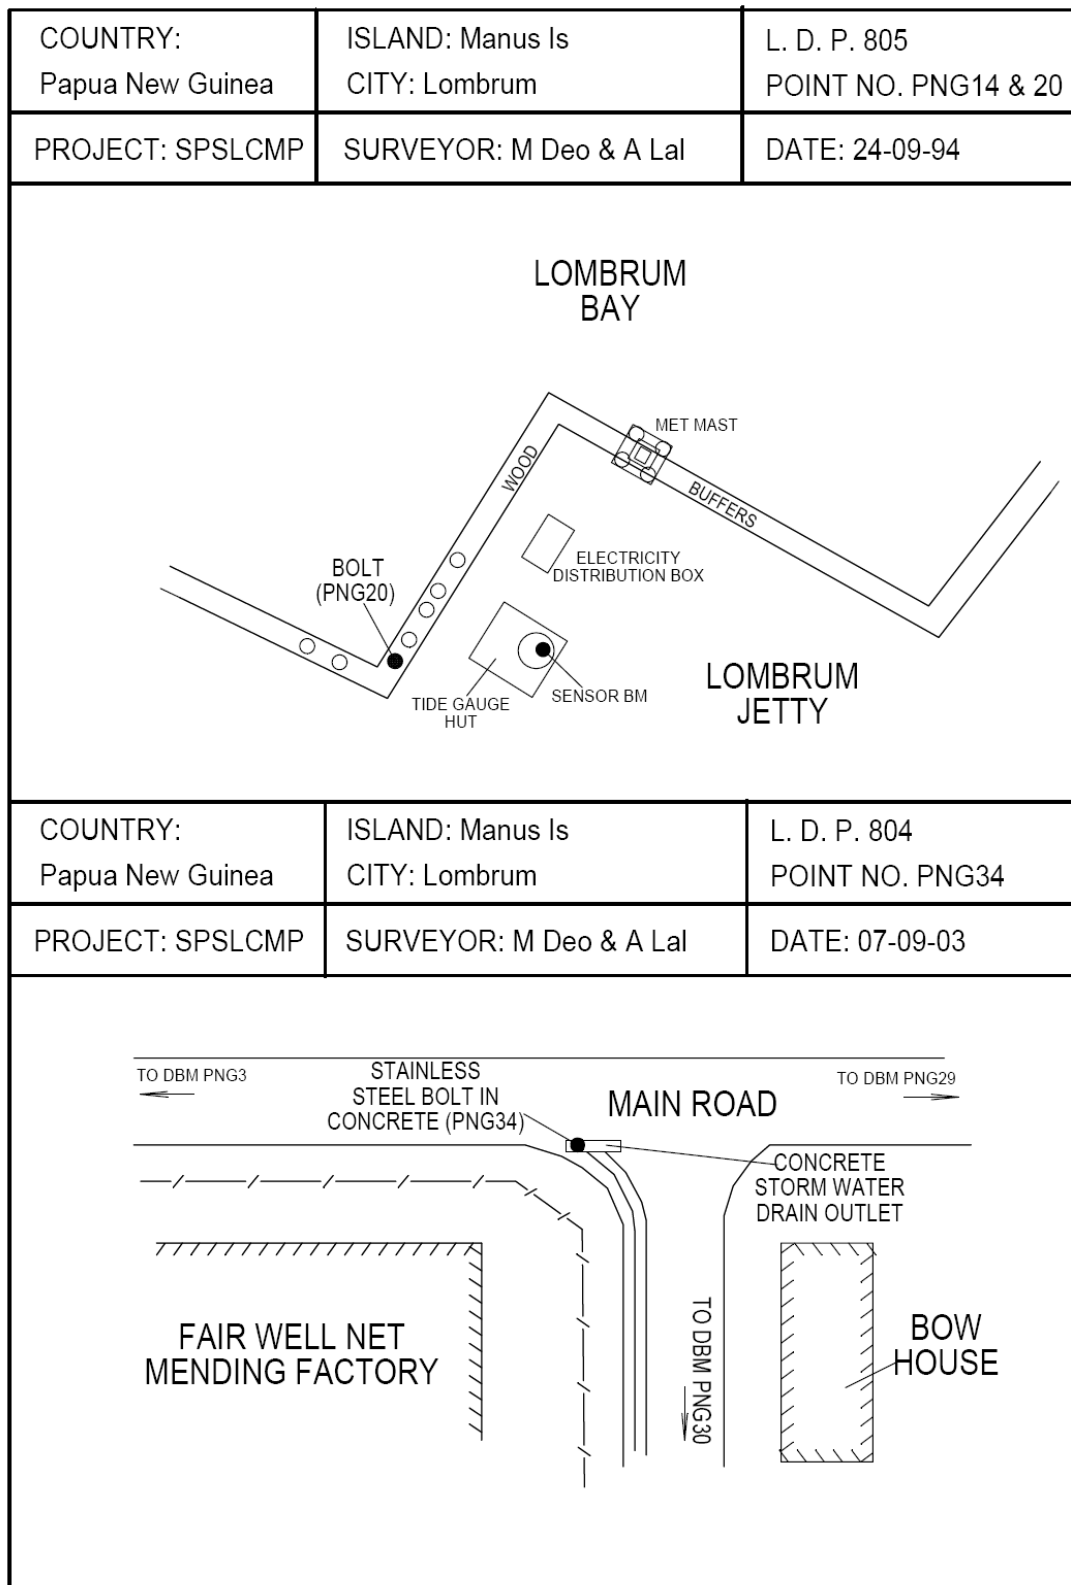 COUNTRY:
Papua New Guinea
ISLAND: Manus Is
CITY: Lombrum
L. D. P. 805
POINT NO. PNG14 & 20
PROJECT: SPSLCMP
SURVEYOR: M Deo & A Lal
DATE: 24-09-94
LOMBRUM
BAY
MET MAST
WOOD
BUFFERS
ELECTRICITY
DISTRIBUTION BOX
BOLT
(PNG20)
LOMBRUM
JETTY
SENSOR BM
TIDE GAUGE
HUT
COUNTRY:
Papua New Guinea
ISLAND: Manus Is
CITY: Lombrum
L. D. P. 804
POINT NO. PNG34
PROJECT: SPSLCMP
SURVEYOR: M Deo & A Lal
DATE: 07-09-03
TO DBM PNG3
STAINLESS
STEEL BOLT IN
CONCRETE (PNG34)
MAIN ROAD
TO DBM PNG29
CONCRETE
STORM WATER
DRAIN OUTLET
FAIR WELL NET
MENDING FACTORY
TO DBM PNG30
BOW
HOUSE